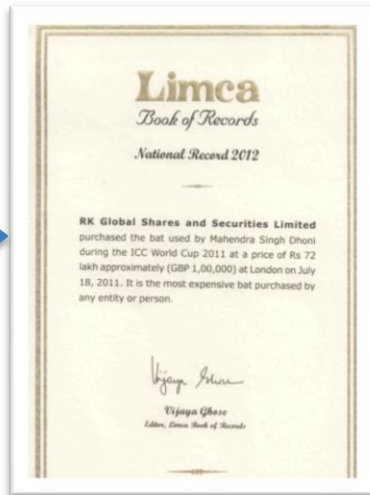 Limca
Book of Records
National Record 2012
RK Global Shares and Securities Limited
purchased the bat used by Mahendra Singh Dhoni
during the ICC World Cup 2011 at a price of Rs 72
lakh approximately (GBP 1,00,000) at London on July
18, 2011. It is the most expensive bat purchased by
any entity or person.
Vijaya Ghose
Vijaya Ghose
Editor, Limca Book of Records